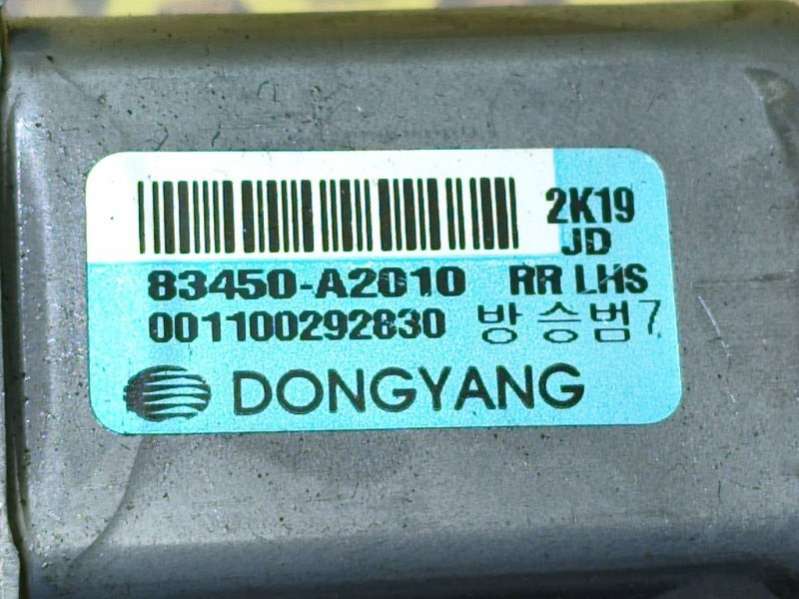 2K19
JD
83450-A2010 RR LHS
001100292830 방승범7
DONGYANG